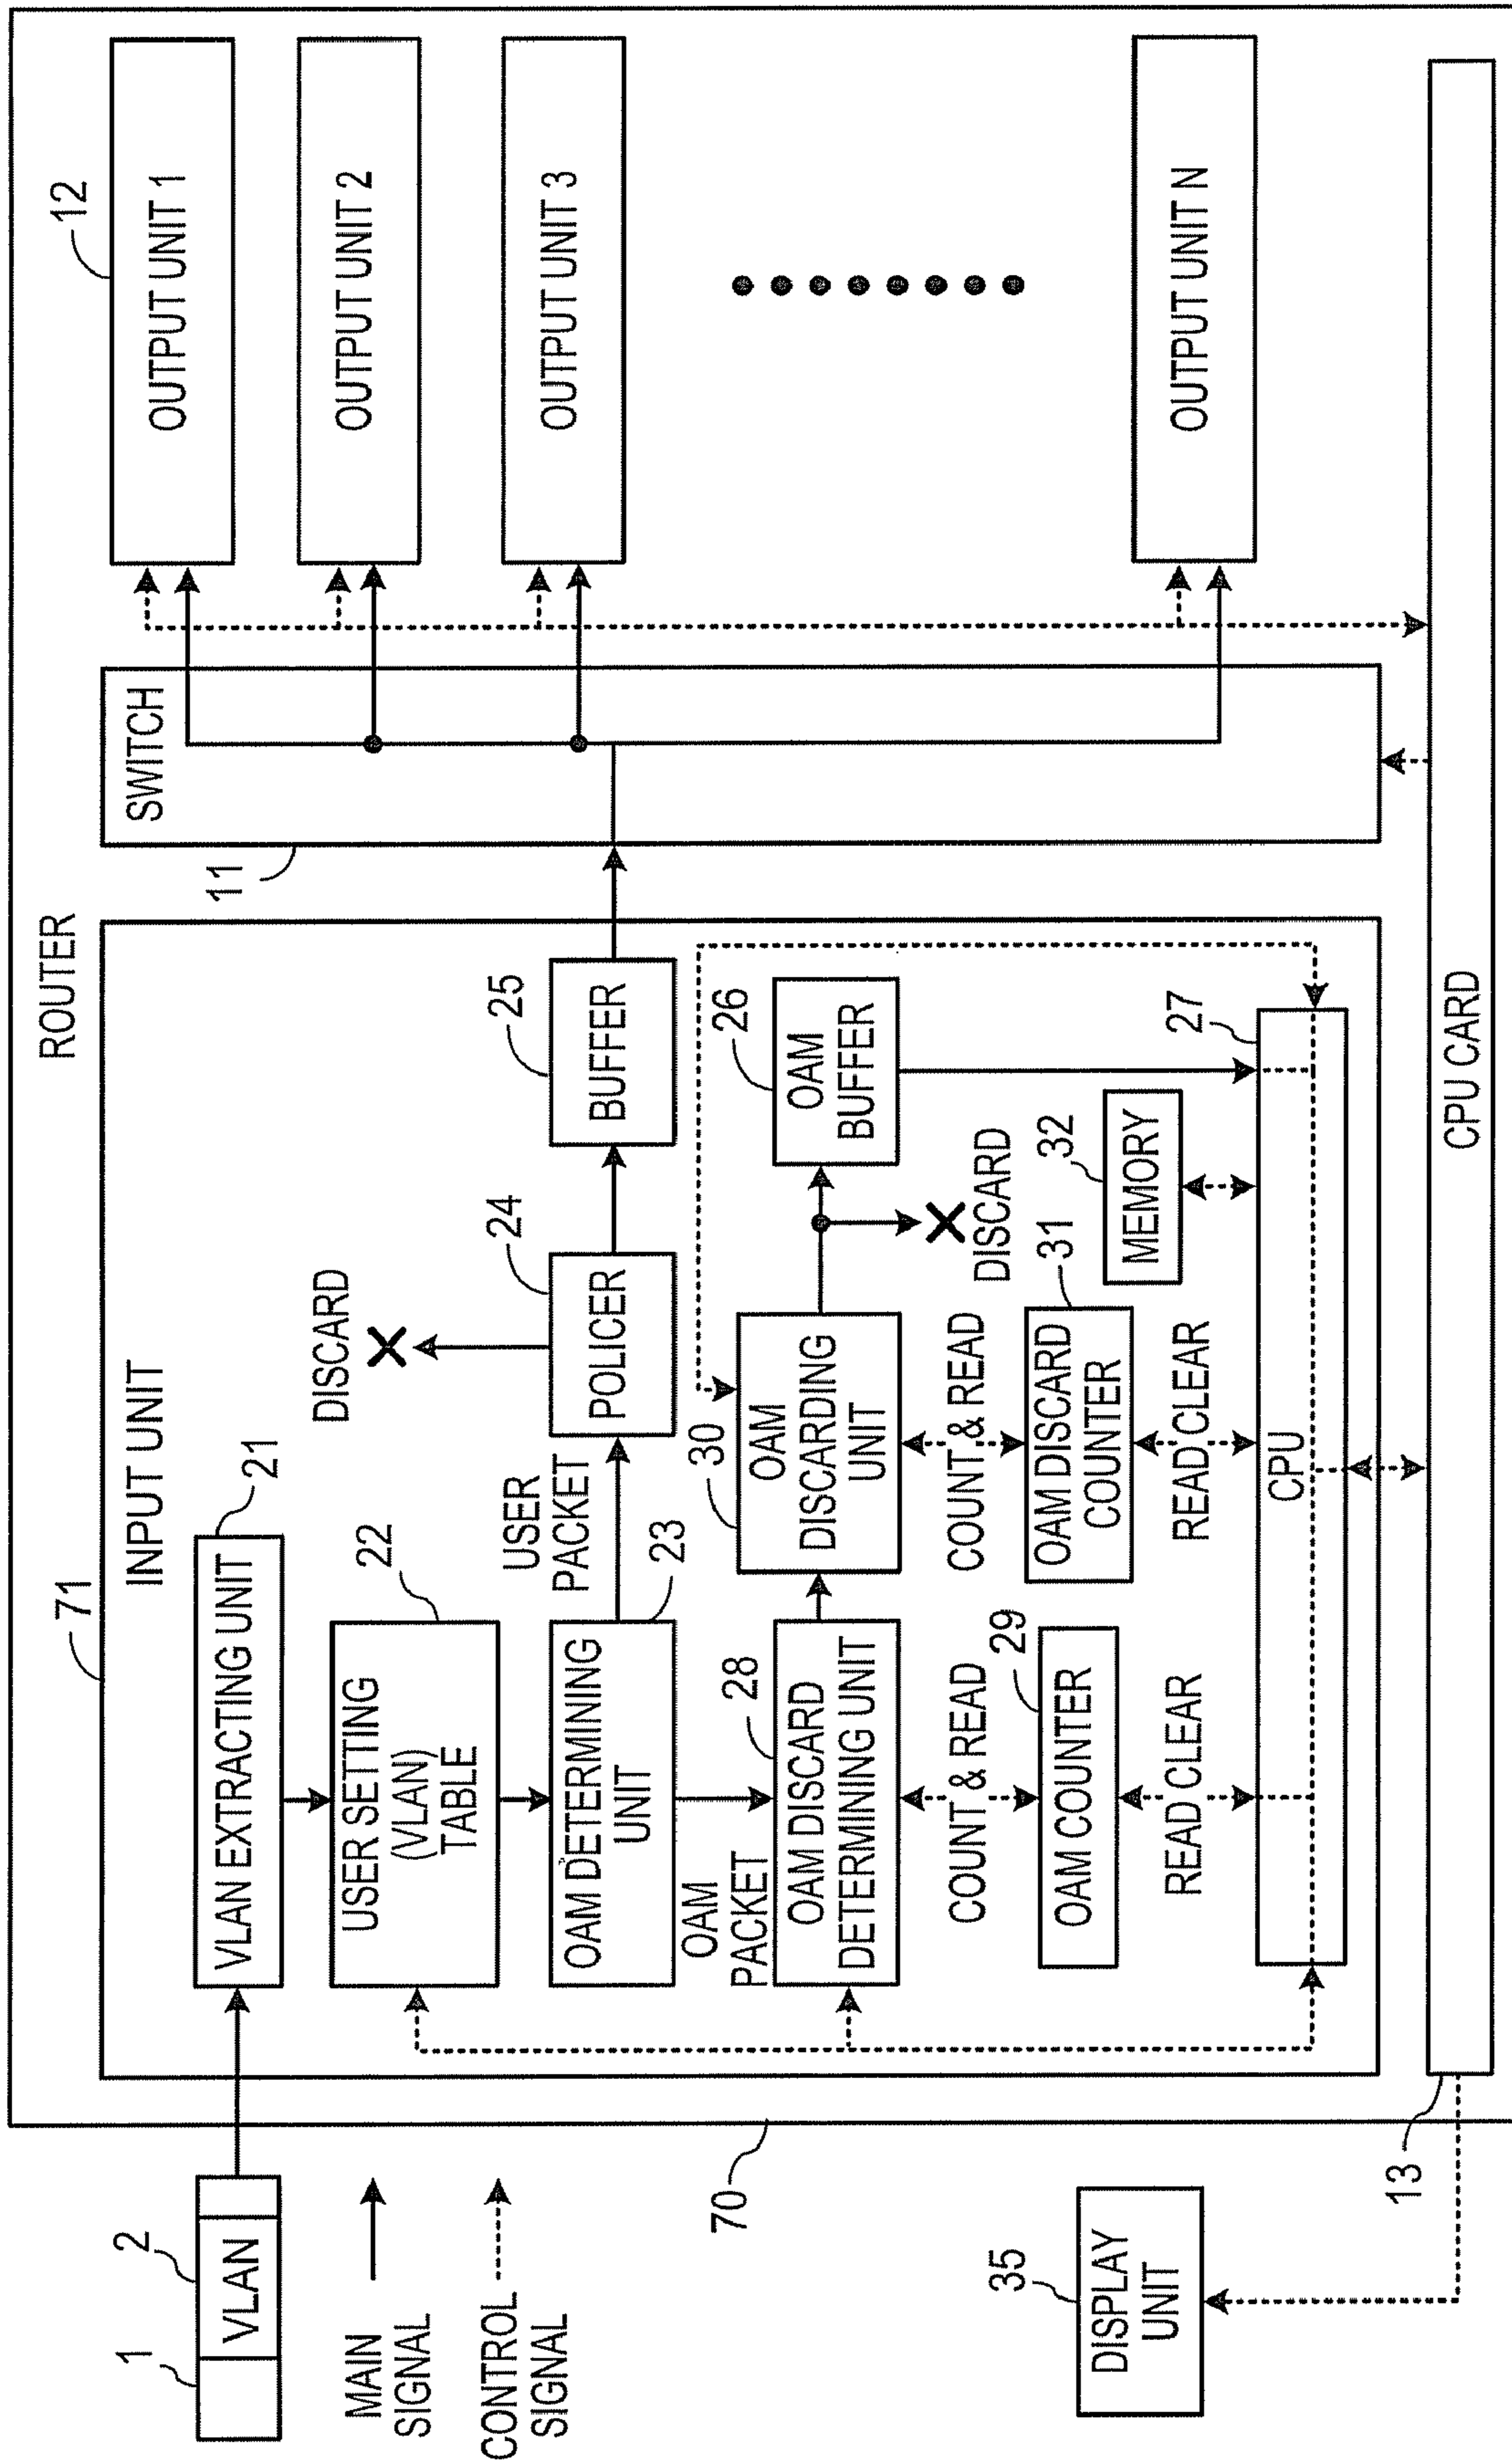 ROUTER
71
INPUT UNIT
1
2
VLAN
MAIN
SIGNAL
CONTROL
SIGNAL
70
35
DISPLAY
UNIT
13
VLAN EXTRACTING UNIT
21
USER SETTING
(VLAN)
TABLE
22
OAM DETERMINING
UNIT
23
USER
PACKET
DISCARD
POLICER
24
BUFFER
25
OAM
PACKET
OAM DISCARD
DETERMINING UNIT
28
30
OAM
DISCARDING
UNIT
DISCARD
OAM
BUFFER
26
COUNT & READ
COUNT & READ
OAM COUNTER
29
OAM DISCARD
COUNTER
31
MEMORY
32
READ CLEAR
READ CLEAR
CPU
27
CPU CARD
11
SWITCH
12
OUTPUT UNIT 1
OUTPUT UNIT 2
OUTPUT UNIT 3
OUTPUT UNIT N